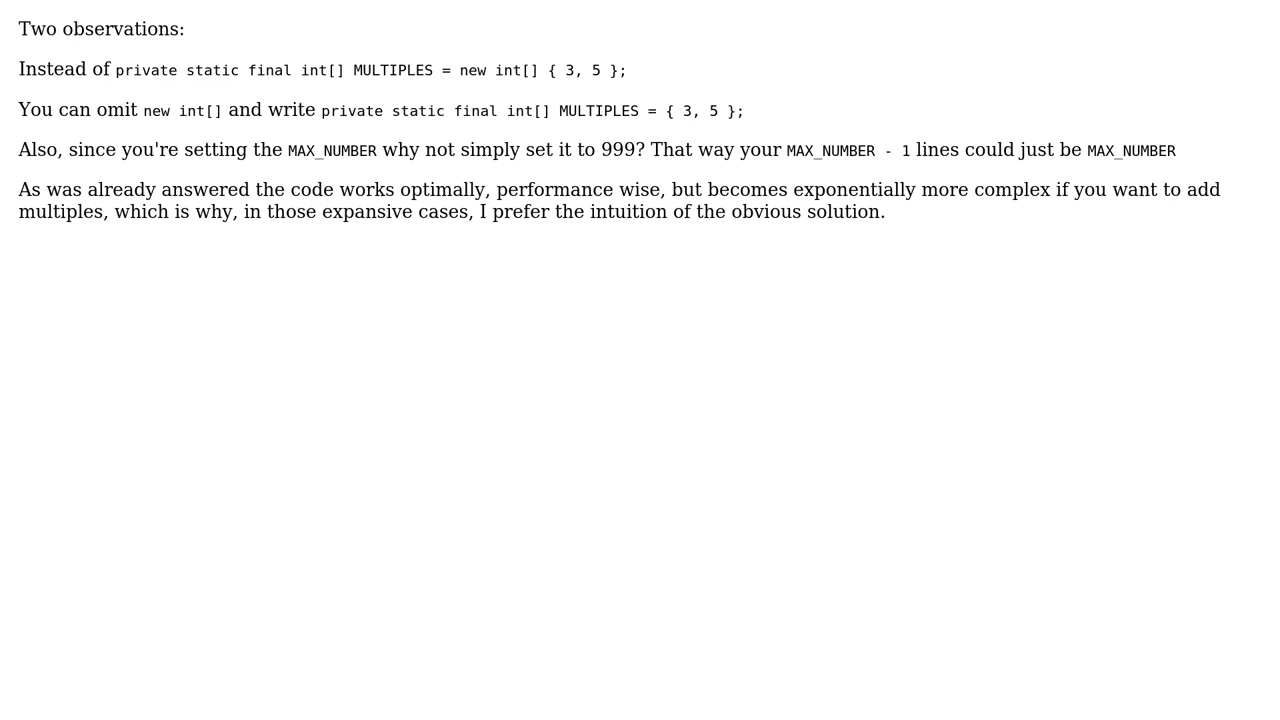 Two observations:
Instead of private static final int[] MULTIPLES = new int[] { 3, 5 };
You can omit new int[] and write private static final int[] MULTIPLES = { 3, 5 };
Also, since you're setting the MAX_NUMBER why not simply set it to 999? That way your MAX_NUMBER - 1 lines could just be MAX_NUMBER
As was already answered the code works optimally, performance wise, but becomes exponentially more complex if you want to add
multiples, which is why, in those expansive cases, I prefer the intuition of the obvious solution.